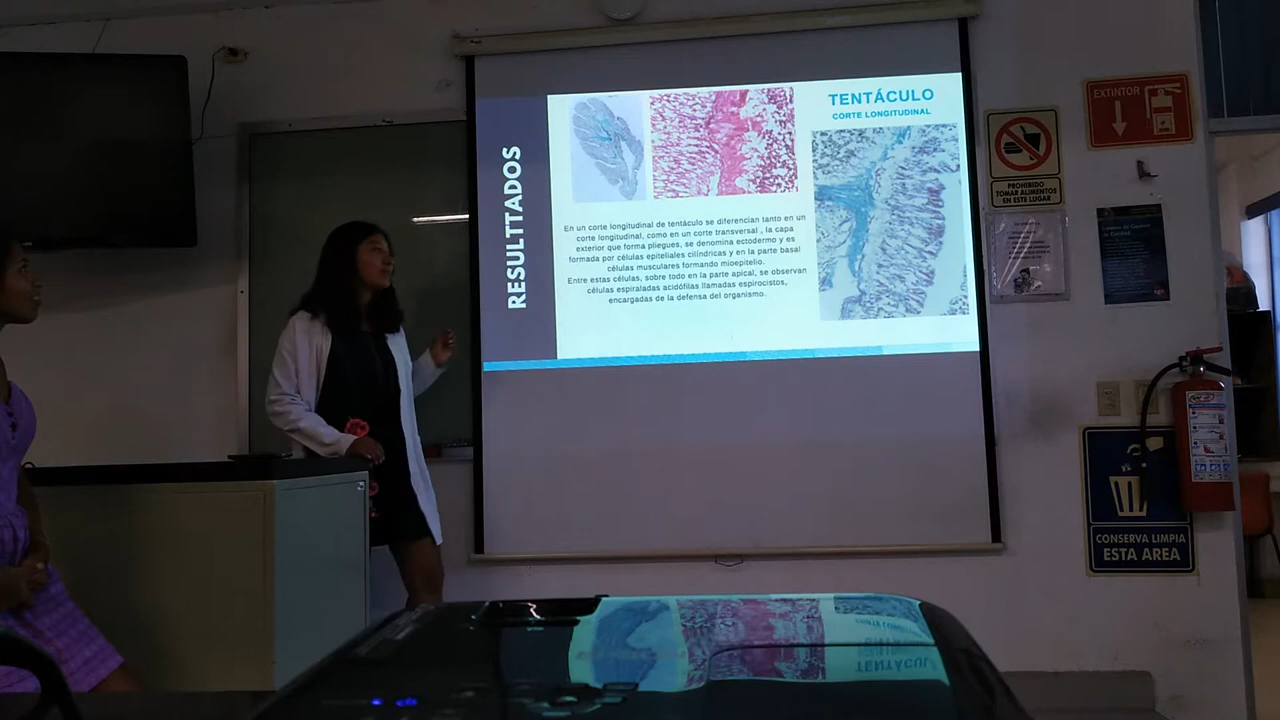 RESULTTADOS
TENTÁCULO
CORTE LONGITUDINAL
En un corte longitudinal de tentáculo se diferencian tanto en un
corte longitudinal, como en un corte transversal , la capa
exterior que forma pliegues, se denomina ectodermo y es
formada por células epiteliales cilíndricas y en la parte basal
células musculares formando mioepitelio.
Entre estas células, sobre todo en la parte apical, se observan
células espiraladas acidófilas llamadas espirocistos,
encargadas de la defensa del organismo.
EXTINTOR
PROHIBIDO
TOMAR ALIMENTOS
EN ESTE LUGAR
CONSERVA LIMPIA
ESTA AREA